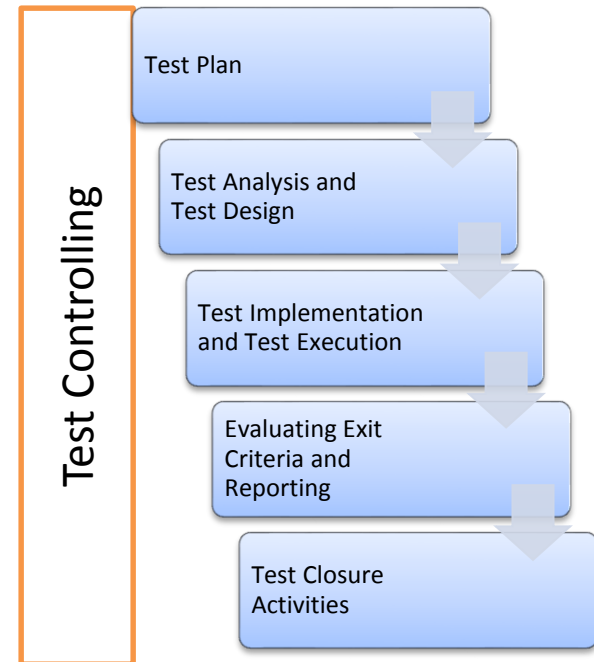 Test Controlling
Test Plan
Test Analysis and
Test Design
Test Implementation
and Test Execution
Evaluating Exit
Criteria and
Reporting
Test Closure
Activities